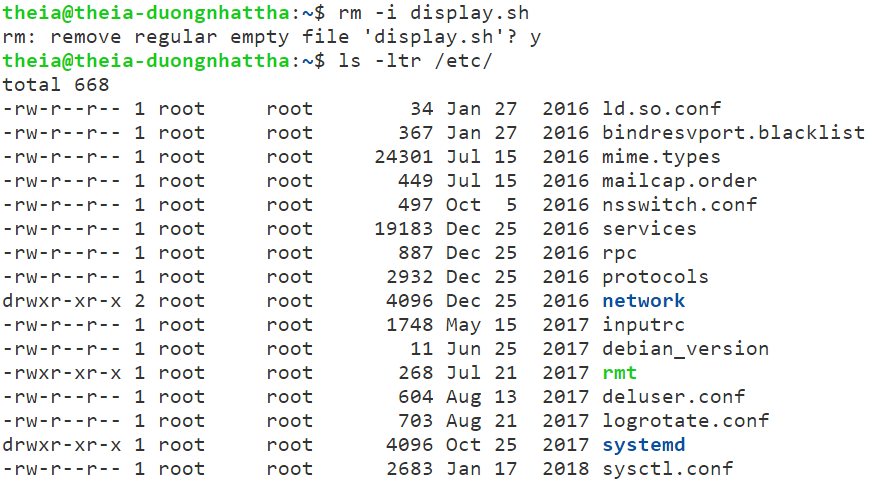 theia@theia-duongnhattha:~$ rm -i display.sh
rm: remove regular empty file 'display.sh'? y
theia@theia-duongnhattha:~$ ls -ltr /etc/
total 668
-rw-r--r-- 1 root     root        34 Jan 27  2016 ld.so.conf
-rw-r--r-- 1 root     root       367 Jan 27  2016 bindresvport.blacklist
-rw-r--r-- 1 root     root     24301 Jul 15  2016 mime.types
-rw-r--r-- 1 root     root       449 Jul 15  2016 mailcap.order
-rw-r--r-- 1 root     root       497 Oct  5  2016 nsswitch.conf
-rw-r--r-- 1 root     root     19183 Dec 25  2016 services
-rw-r--r-- 1 root     root       887 Dec 25  2016 rpc
-rw-r--r-- 1 root     root      2932 Dec 25  2016 protocols
drwxr-xr-x 2 root     root      4096 Dec 25  2016 network
-rw-r--r-- 1 root     root      1748 May 15  2017 inputrc
-rw-r--r-- 1 root     root        11 Jun 25  2017 debian_version
-rwxr-xr-x 1 root     root       268 Jul 21  2017 rmt
-rw-r--r-- 1 root     root       604 Aug 13  2017 deluser.conf
-rw-r--r-- 1 root     root       703 Aug 21  2017 logrotate.conf
drwxr-xr-x 1 root     root      4096 Oct 25  2017 systemd
-rw-r--r-- 1 root     root      2683 Jan 17  2018 sysctl.conf